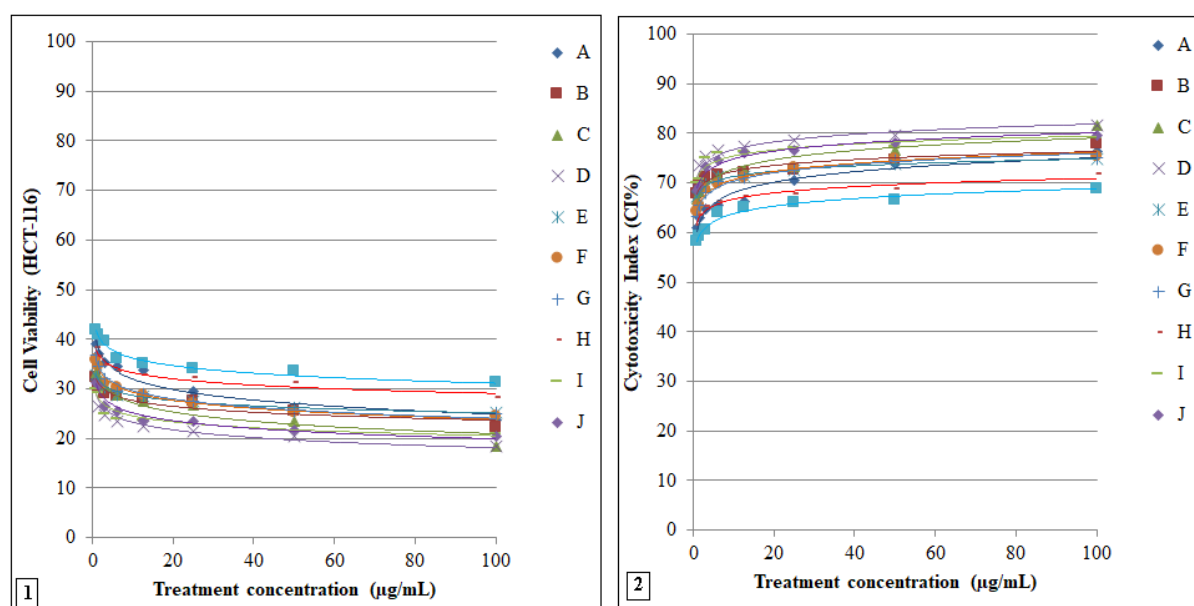 Cell Viability (HCT-116)
100
90
80
70
60
50
40
30
20
10
0
0 20 40 60 80 100
Treatment concentration (µg/mL)
A
B
C
D
E
F
G
H
I
J
1
Cytotoxicity Index (CI%)
100
90
80
70
60
50
40
30
20
10
0
0 20 40 60 80 100
Treatment concentration (µg/mL)
A
B
C
D
E
F
G
H
I
J
2